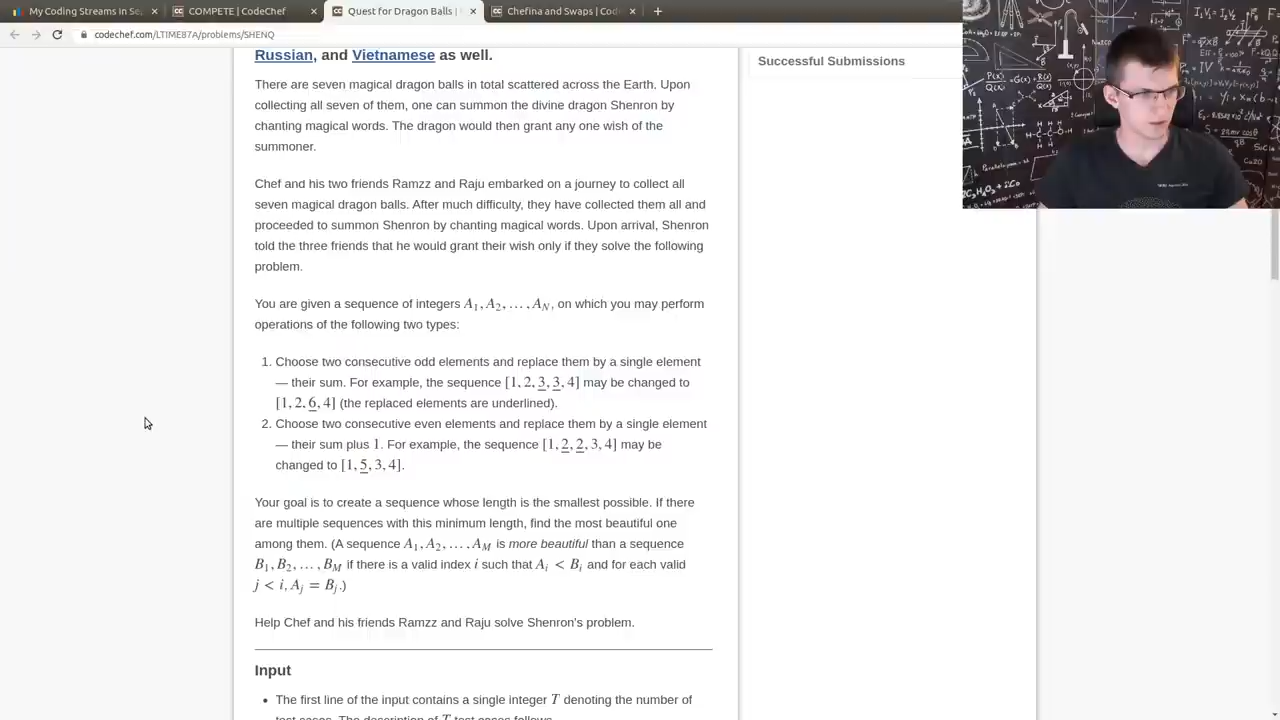 My Coding Streams in Se
COMPETE | CodeChef
Quest for Dragon Balls |
Chefina and Swaps | Cod
codechef.com/LTIME87A/problems/SHENQ
Russian, and Vietnamese as well.
Successful Submissions
There are seven magical dragon balls in total scattered across the Earth. Upon
collecting all seven of them, one can summon the divine dragon Shenron by
chanting magical words. The dragon would then grant any one wish of the
summoner.
Chef and his two friends Ramzz and Raju embarked on a journey to collect all
seven magical dragon balls. After much difficulty, they have collected them all and
proceeded to summon Shenron by chanting magical words. Upon arrival, Shenron
told the three friends that he would grant their wish only if they solve the following
problem.
You are given a sequence of integers A₁, A₂, …, A_N, on which you may perform
operations of the following two types:
1. Choose two consecutive odd elements and replace them by a single element
— their sum. For example, the sequence [1, 2, 3, 3, 4] may be changed to
[1, 2, 6, 4] (the replaced elements are underlined).
2. Choose two consecutive even elements and replace them by a single element
— their sum plus 1. For example, the sequence [1, 2, 2, 3, 4] may be
changed to [1, 5, 3, 4].
Your goal is to create a sequence whose length is the smallest possible. If there
are multiple sequences with this minimum length, find the most beautiful one
among them. (A sequence A₁, A₂, …, A_M is more beautiful than a sequence
B₁, B₂, …, B_M if there is a valid index i such that Aᵢ < Bᵢ and for each valid
j < i, Aⱼ = Bⱼ.)
Help Chef and his friends Ramzz and Raju solve Shenron's problem.
Input
• The first line of the input contains a single integer T denoting the number of
test cases. The description of T test cases follows.